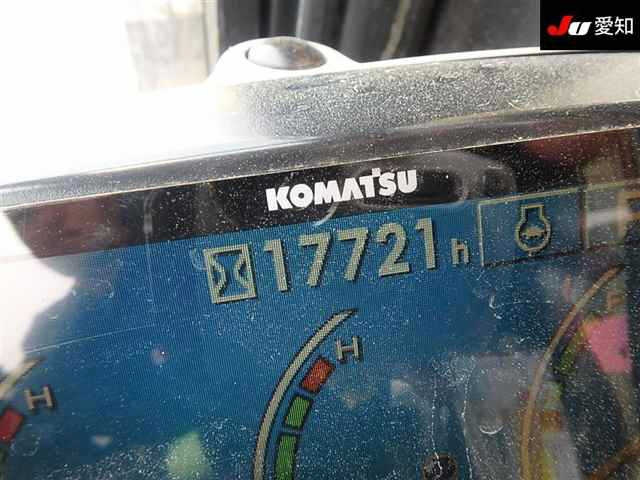 JU 愛知
KOMATSU
17721h
H
H
F